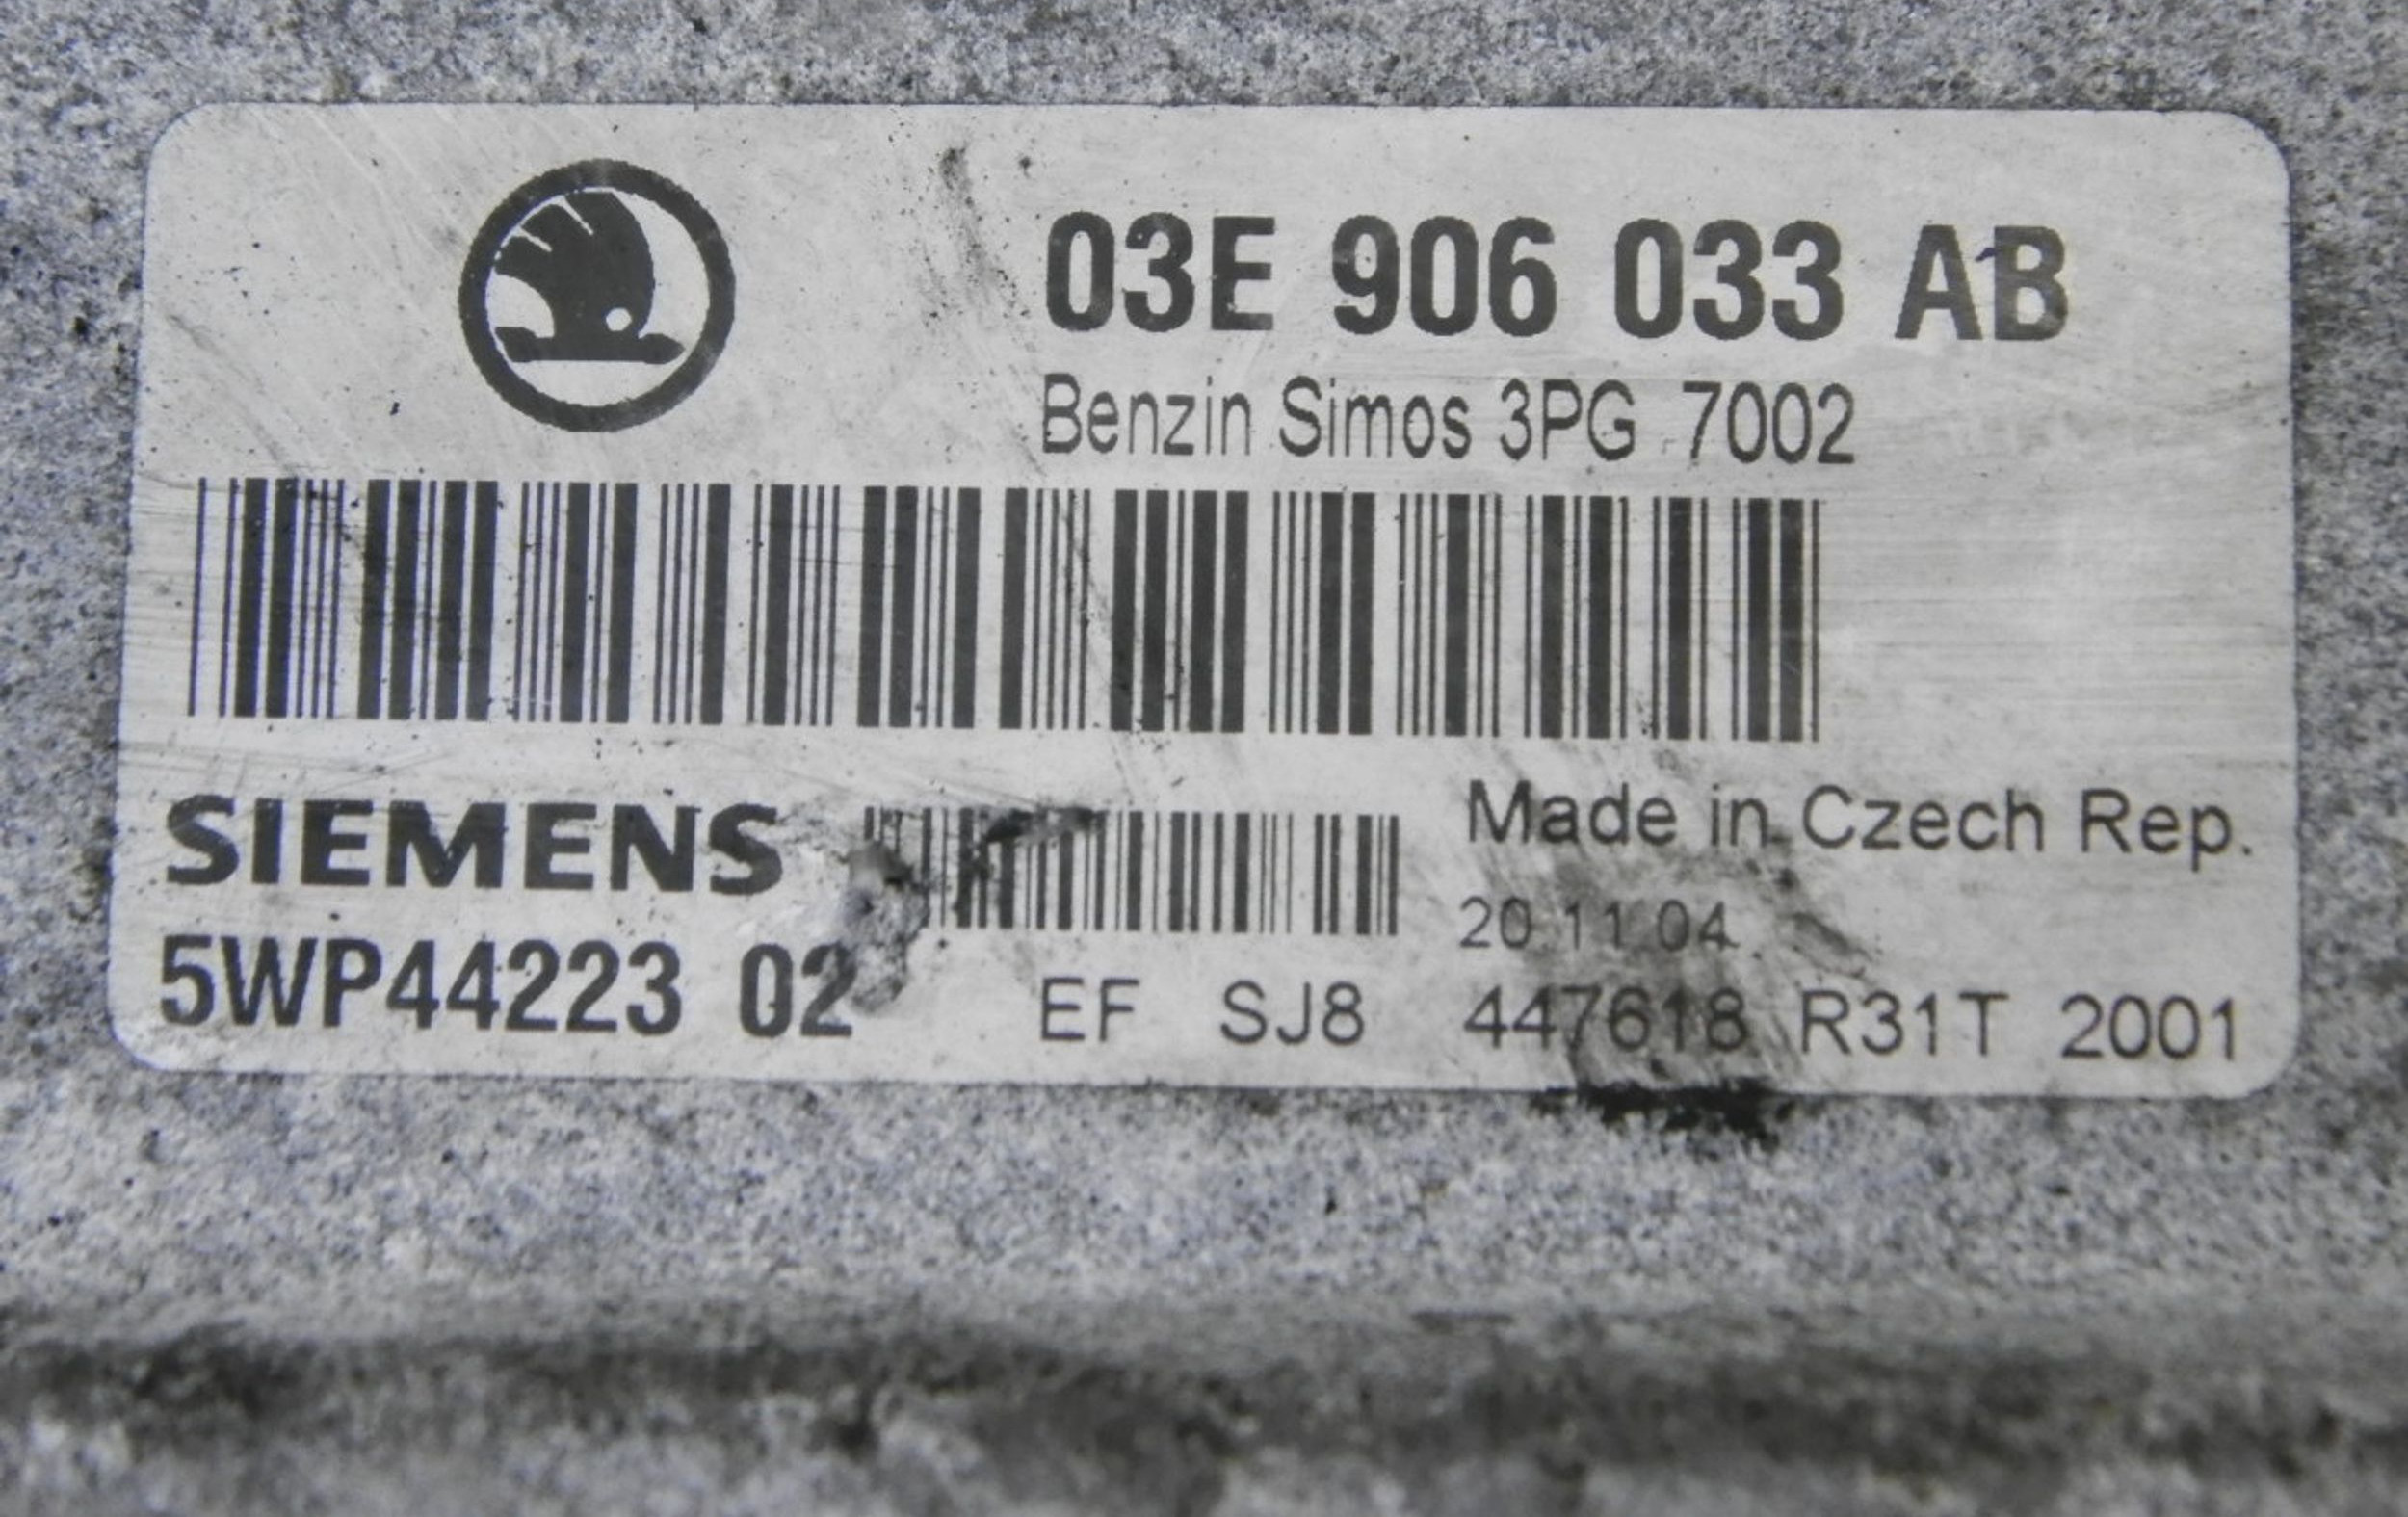 03E 906 033 AB
Benzin Simos 3PG 7002
SIEMENS
Made in Czech Rep.
20 11 04
5WP44223 02
EF SJ8 447618 R31T 2001